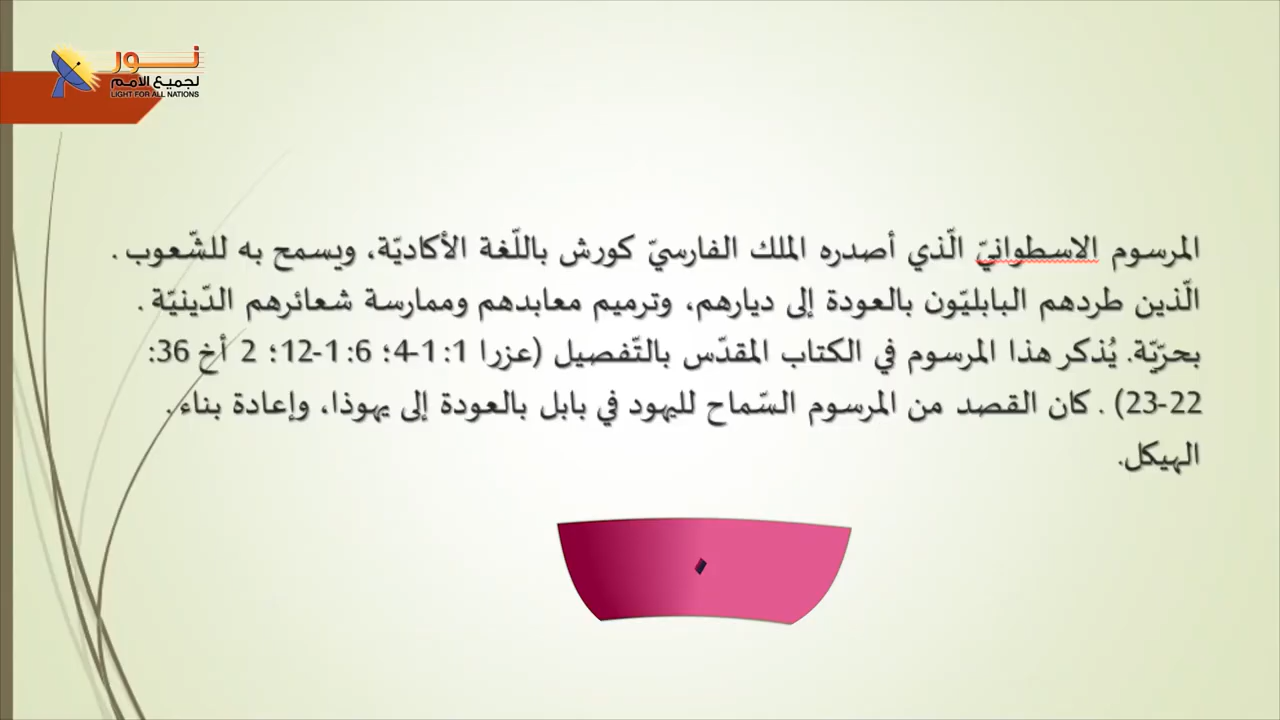 نور
لجميع الأمم
LIGHT FOR ALL NATIONS
المرسوم الاسطوانيّ الّذي أصدره الملك الفارسيّ كورش باللّغة الأكاديّة، ويسمح به للشّعوب .
الّذين طردهم البابليّون بالعودة إلى ديارهم، وترميم معابدهم وممارسة شعائرهم الدّينيّة .
بحرّيّة. يُذكر هذا المرسوم في الكتاب المقدّس بالتّفصيل (عزرا 1: 1-4؛ 6: 1-12؛ 2 أخ 36:
22-23) . كان القصد من المرسوم السّماح لليهود في بابل بالعودة إلى يهوذا، وإعادة بناء .
الهيكل.